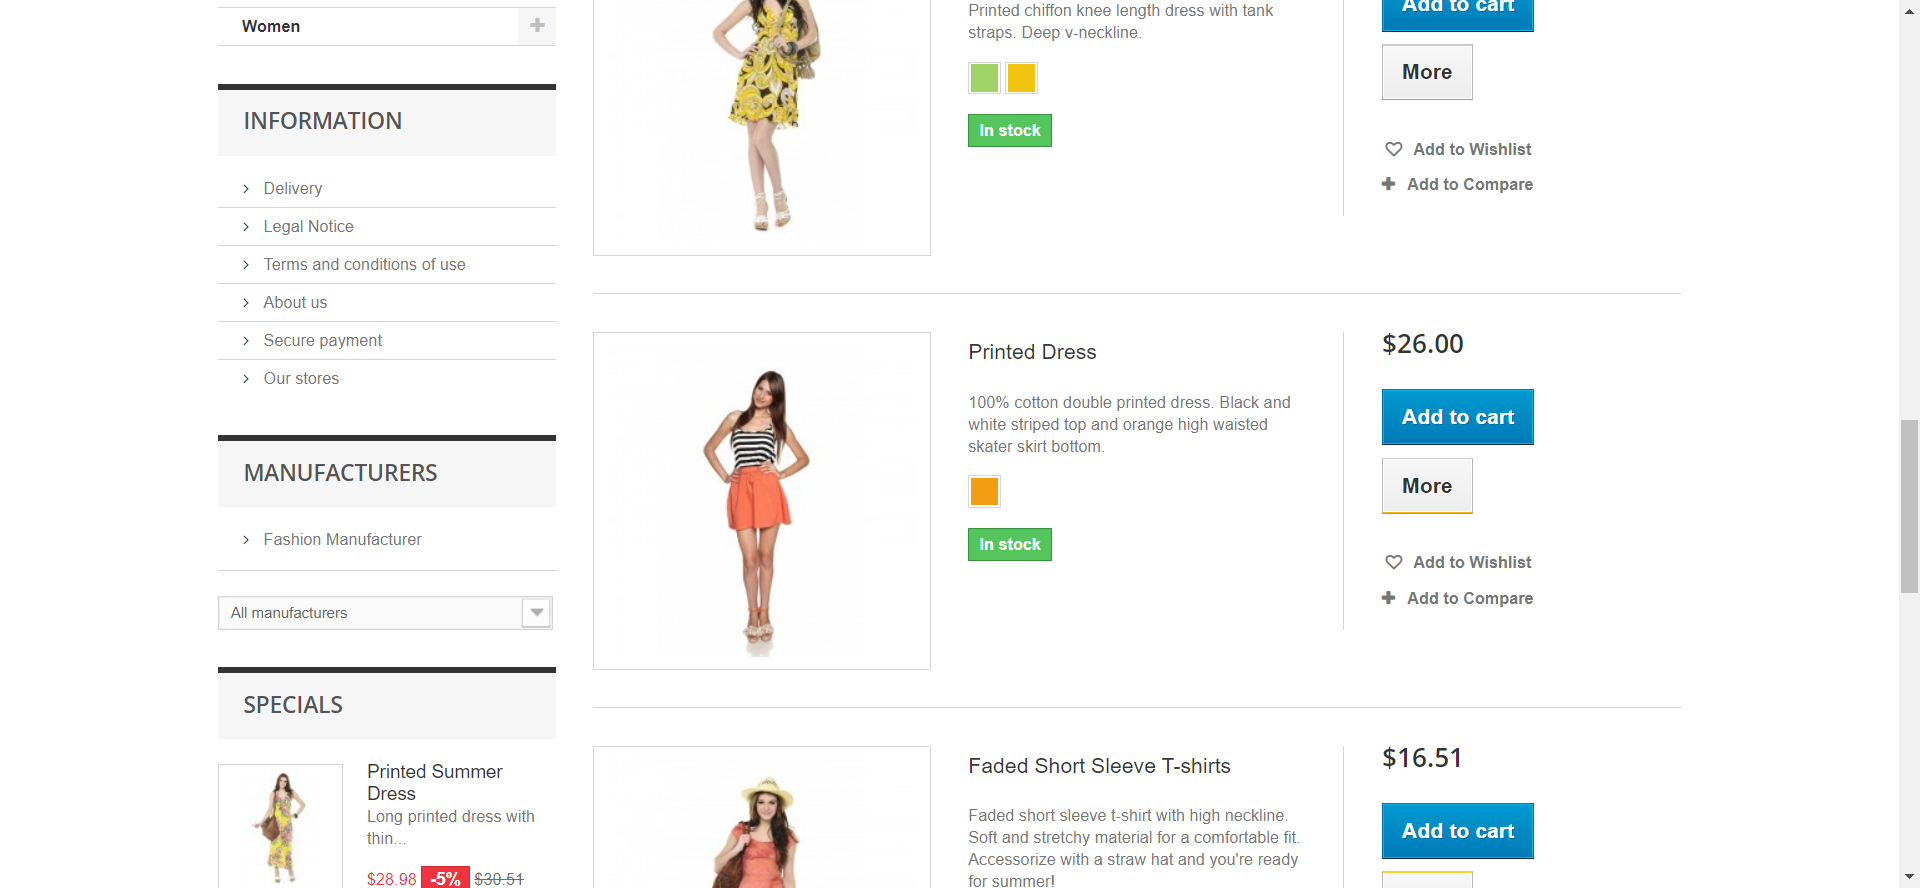 Women
INFORMATION
Delivery
Legal Notice
Terms and conditions of use
About us
Secure payment
Our stores
MANUFACTURERS
Fashion Manufacturer
All manufacturers
SPECIALS
Printed Summer
Dress
Long printed dress with
thin...
$28.98 -5% $30.51
Printed chiffon knee length dress with tank
straps. Deep v-neckline.
In stock
Add to cart
More
Add to Wishlist
Add to Compare
Printed Dress
100% cotton double printed dress. Black and
white striped top and orange high waisted
skater skirt bottom.
In stock
$26.00
Add to cart
More
Add to Wishlist
Add to Compare
Faded Short Sleeve T-shirts
Faded short sleeve t-shirt with high neckline.
Soft and stretchy material for a comfortable fit.
Accessorize with a straw hat and you're ready
for summer!
$16.51
Add to cart